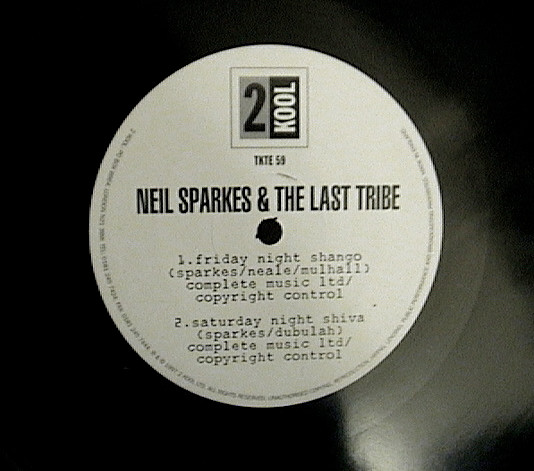 2
KOOL
TKTE 59
NEIL SPARKES & THE LAST TRIBE
1.friday night shango
(sparkes/neale/mulhall)
complete music ltd/
copyright control
2.saturday night shiva
(sparkes/dubulah)
complete music ltd/
copyright control